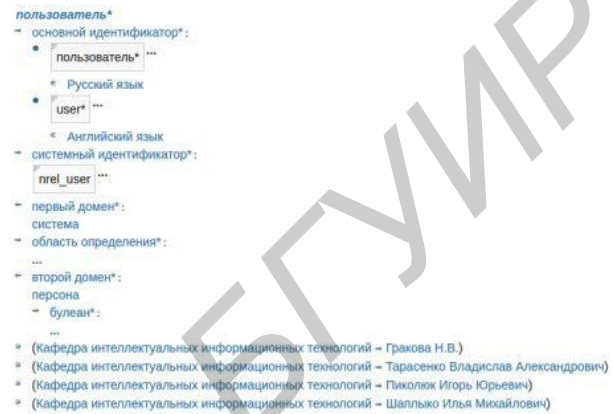 пользователь*
основной идентификатор*:
пользователь* ...
Русский язык
user* ...
Английский язык
системный идентификатор*:
nrel_user ...
первый домен*:
система
область определения*:
...
второй домен*:
персона
булеан*:
...
(Кафедра интеллектуальных информационных технологий → Гракова Н.В.)
(Кафедра интеллектуальных информационных технологий → Тарасенко Владислав Александрович)
(Кафедра интеллектуальных информационных технологий → Пиколюк Игорь Юрьевич)
(Кафедра интеллектуальных информационных технологий → Шаплыко Илья Михайлович)
БГУИР